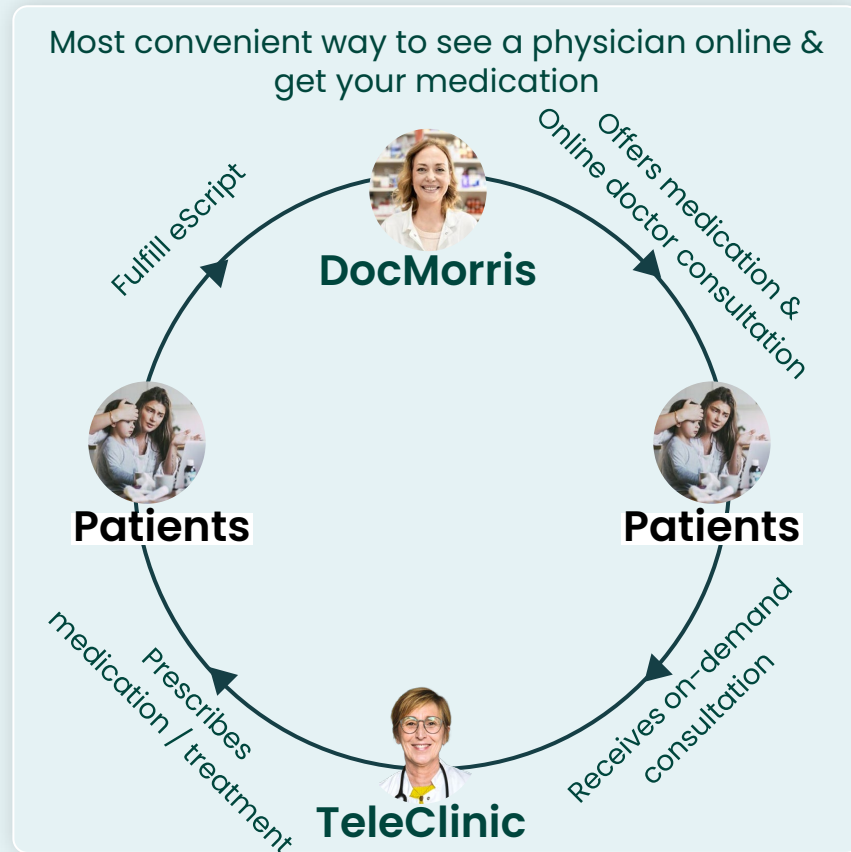 Most convenient way to see a physician online &
get your medication
Offers medication &
Online doctor consultation
Fulfill eScript
DocMorris
Patients
Patients
Receives on-demand
consultation
Prescribes
medication / treatment
TeleClinic